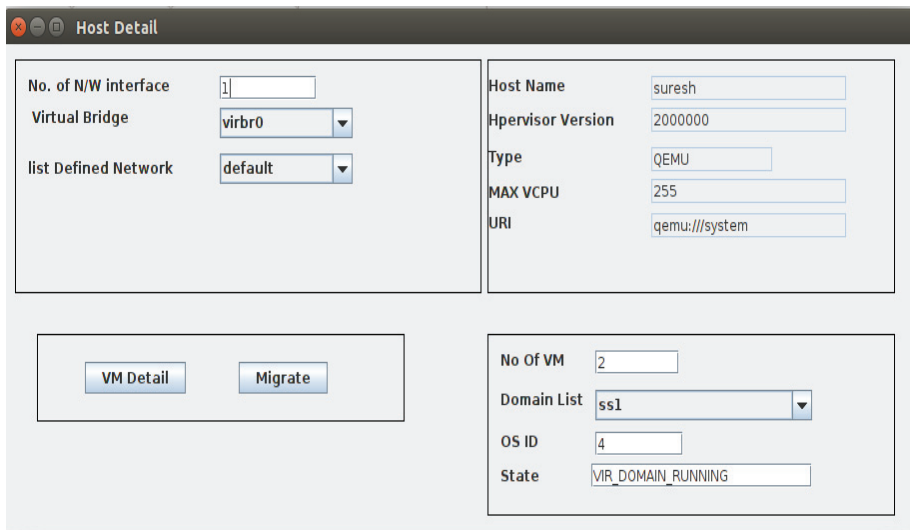 Host Detail
No. of N/W interface 1
Virtual Bridge virbr0
list Defined Network default
Host Name suresh
Hpervisor Version 2000000
Type QEMU
MAX VCPU 255
URI qemu:///system
VM Detail Migrate
No Of VM 2
Domain List ss1
OS ID 4
State VIR_DOMAIN_RUNNING